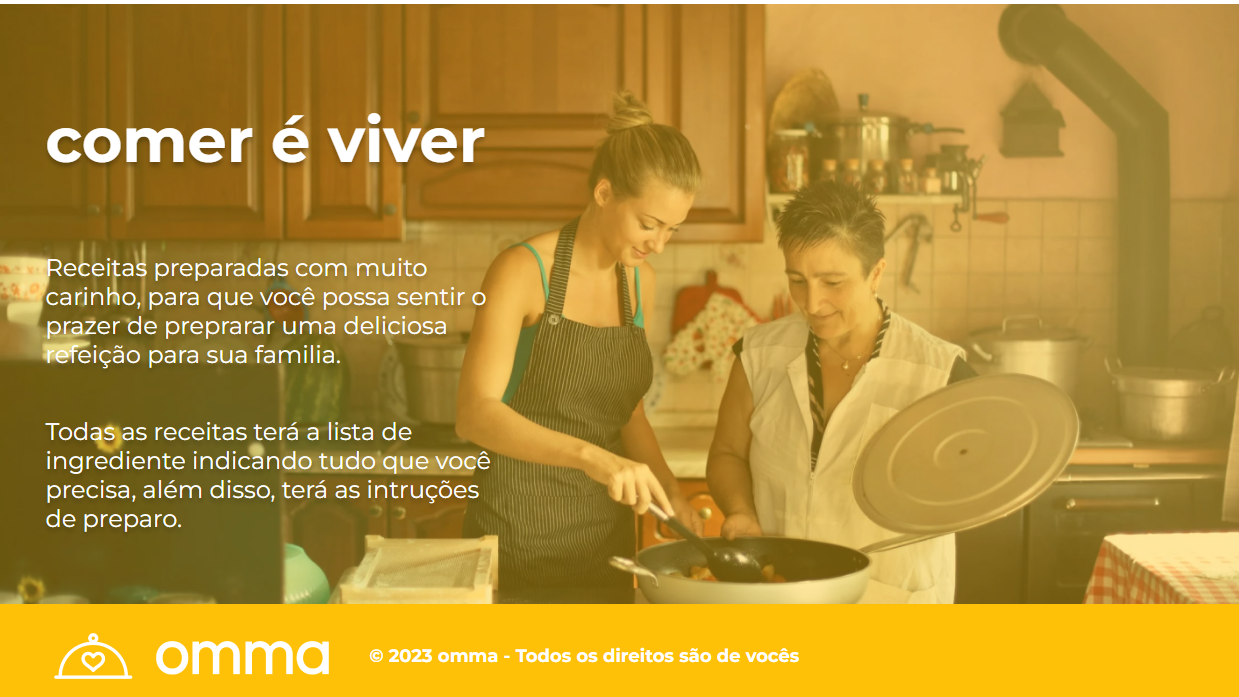 comer é viver
Receitas preparadas com muito
carinho, para que você possa sentir o
prazer de preprarar uma deliciosa
refeição para sua familia.
Todas as receitas terá a lista de
ingrediente indicando tudo que você
precisa, além disso, terá as intruções
de preparo.
omma
© 2023 omma - Todos os direitos são de vocês